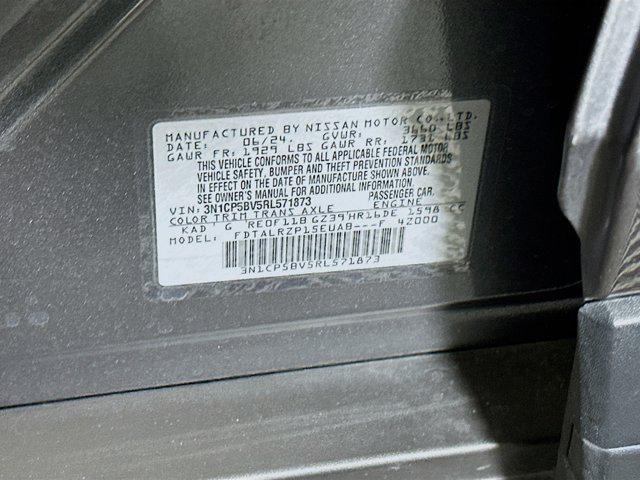 MANUFACTURED BY NISSAN MOTOR CO.,LTD.
DATE: 06/24. GVWR: 3660 LBS
GAWR FR: 1929 LBS GAWR RR: 1731 LBS
THIS VEHICLE CONFORMS TO ALL APPLICABLE FEDERAL MOTOR
VEHICLE SAFETY, BUMPER AND THEFT PREVENTION STANDARDS
IN EFFECT ON THE DATE OF MANUFACTURE SHOWN ABOVE.
SEE OWNER'S MANUAL FOR ADDITIONAL INFORMATION.
VIN: 3N1CP5BV5RL571873 PASSENGER CAR.
COLOR TRIM TRANS AXLE ENGINE
KAD G RE0F11B GZ39 HR16DE 1598 CC
MODEL: FDTALRZP15EUAB---F 4Z000
3N1CP5BV5RL571873